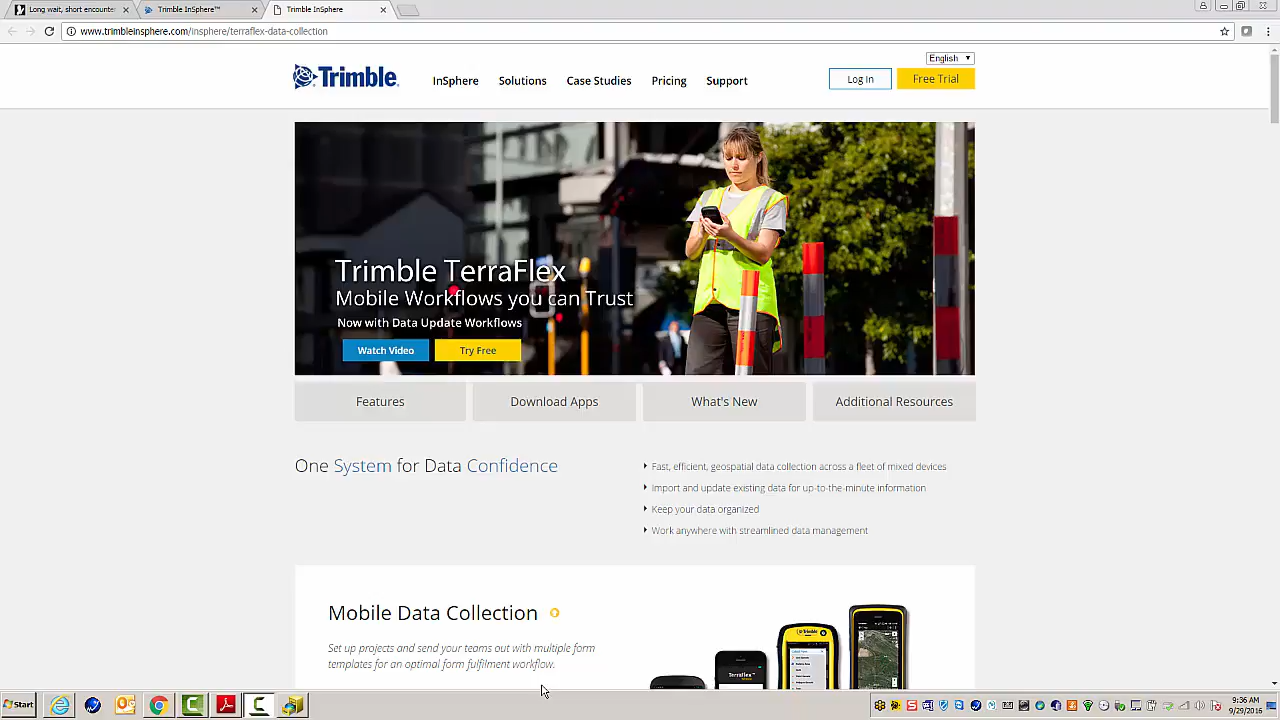 Long wait, short encounte
Trimble InSphere™
Trimble InSphere
www.trimbleinsphere.com/insphere/terraflex-data-collection
English
Trimble
InSphere
Solutions
Case Studies
Pricing
Support
Log In
Free Trial
Trimble TerraFlex
Mobile Workflows you can Trust
Now with Data Update Workflows
Watch Video
Try Free
Features
Download Apps
What's New
Additional Resources
One System for Data Confidence
Fast, efficient, geospatial data collection across a fleet of mixed devices
Import and update existing data for up-to-the-minute information
Keep your data organized
Work anywhere with streamlined data management
Mobile Data Collection
Set up projects and send your teams out with multiple form
templates for an optimal form fulfilment workflow.
Trimble
TerraFlex
Start
9:36 AM
9/29/2016